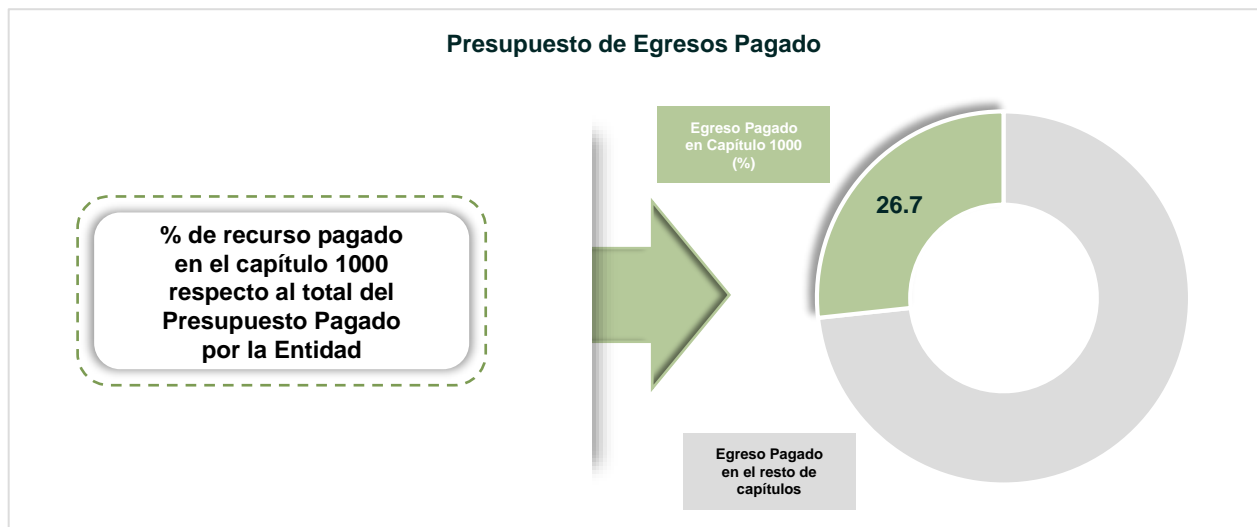 Presupuesto de Egresos Pagado
Egreso Pagado
en Capítulo 1000
(%)
26.7
% de recurso pagado
en el capítulo 1000
respecto al total del
Presupuesto Pagado
por la Entidad
Egreso Pagado
en el resto de
capítulos